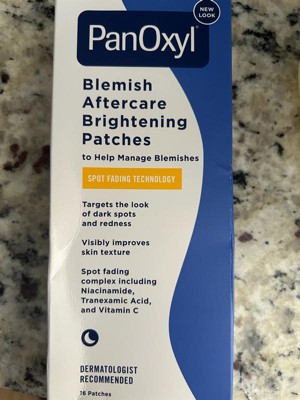 NEW
LOOK
PanOxyl
Blemish
Aftercare
Brightening
Patches
to Help Manage Blemishes
SPOT FADING TECHNOLOGY
Targets the look
of dark spots
and redness
Visibly improves
skin texture
Spot fading
complex including
Niacinamide,
Tranexamic Acid,
and Vitamin C
DERMATOLOGIST
RECOMMENDED
16 Patches